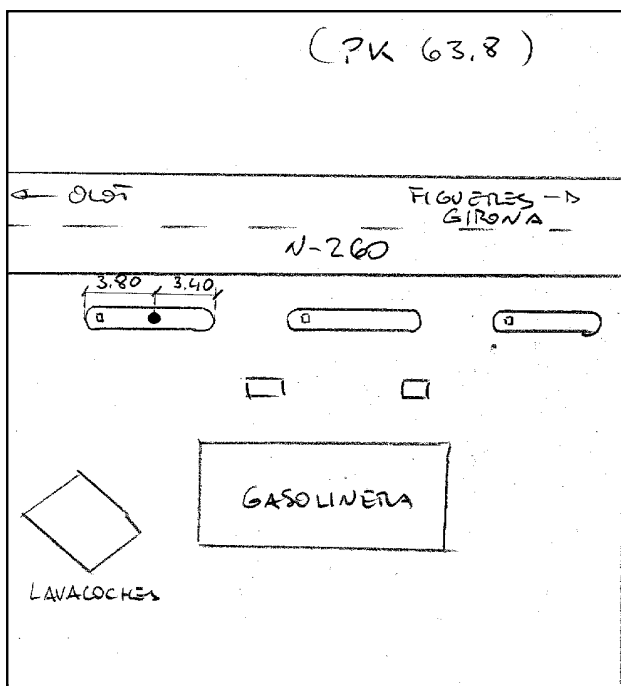 (PK 63.8)
← OLOT
FIGUERES →
GIRONA
N-260
3.80 3.40
GASOLINERA
LAVACOCHES